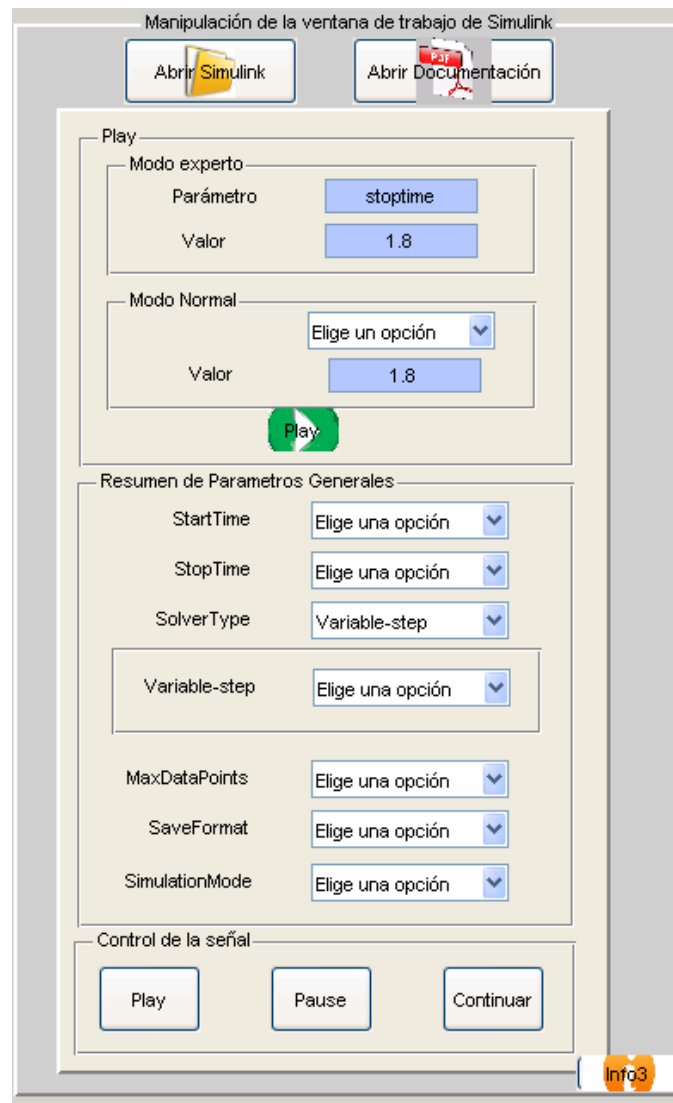 Manipulación de la ventana de trabajo de Simulink
Abrir Simulink
Abrir Documentación
Play
Modo experto
Parámetro stoptime
Valor 1.8
Modo Normal
Elige un opción
Valor 1.8
Play
Resumen de Parametros Generales
StartTime Elige una opción
StopTime Elige una opción
SolverType Variable-step
Variable-step Elige una opción
MaxDataPoints Elige una opción
SaveFormat Elige una opción
SimulationMode Elige una opción
Control de la señal
Play Pause Continuar
Info3